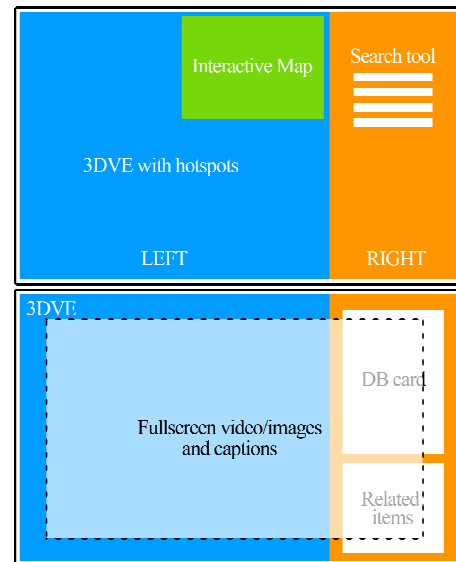 Interactive Map
Search tool
3DVE with hotspots
LEFT
RIGHT
3DVE
DB card
Fullscreen video/images
and captions
Related
items